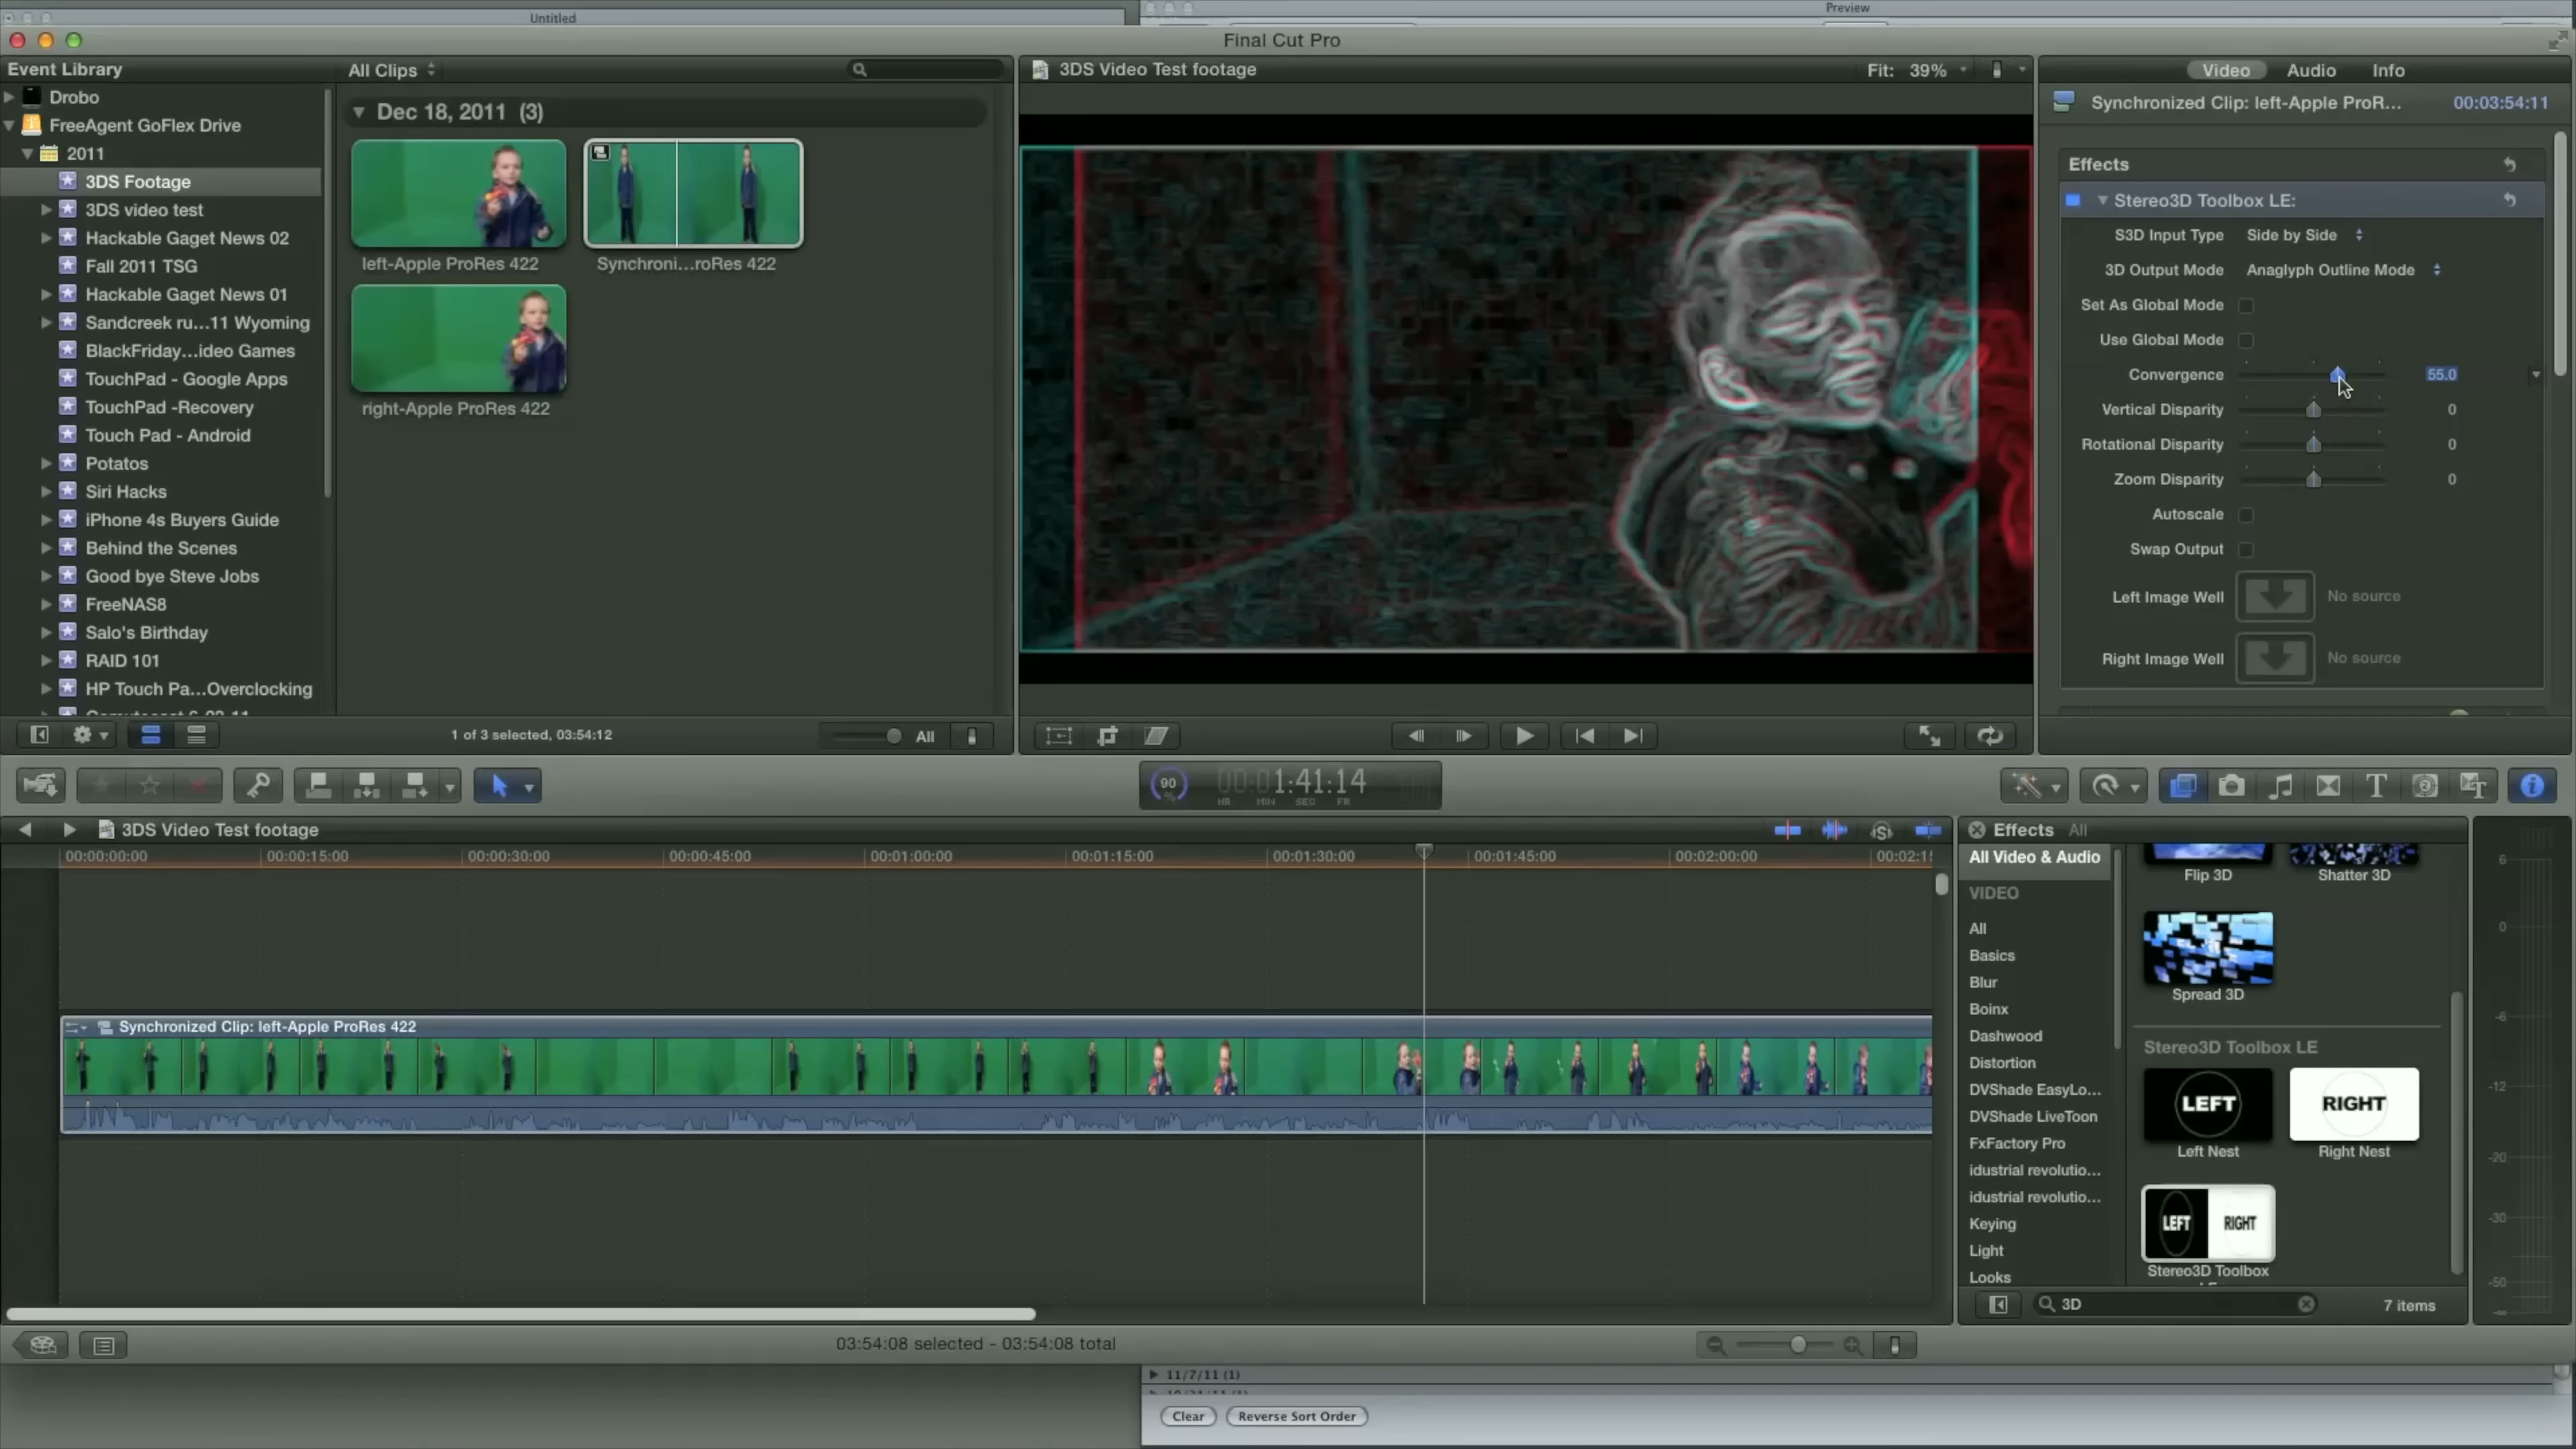 Untitled
Preview
Final Cut Pro
Event Library
All Clips
Drobo
FreeAgent GoFlex Drive
2011
3DS Footage
3DS video test
Hackable Gaget News 02
Fall 2011 TSG
Hackable Gaget News 01
Sandcreek ru...11 Wyoming
BlackFriday...ideo Games
TouchPad - Google Apps
TouchPad -Recovery
Touch Pad - Android
Potatos
Siri Hacks
iPhone 4s Buyers Guide
Behind the Scenes
Good bye Steve Jobs
FreeNAS8
Salo's Birthday
RAID 101
HP Touch Pa...Overclocking
Dec 18, 2011 (3)
left-Apple ProRes 422
Synchroni...roRes 422
right-Apple ProRes 422
1 of 3 selected, 03:54:12
All
3DS Video Test footage
Fit: 39%
Video
Audio
Info
Synchronized Clip: left-Apple ProR...
00:03:54:11
Effects
Stereo3D Toolbox LE:
S3D Input Type Side by Side
3D Output Mode Anaglyph Outline Mode
Set As Global Mode
Use Global Mode
Convergence 55.0
Vertical Disparity 0
Rotational Disparity 0
Zoom Disparity 0
Autoscale
Swap Output
Left Image Well No source
Right Image Well No source
90
%
00:01:41:14
HR MIN SEC FR
3DS Video Test footage
00:00:00:00
00:00:15:00
00:00:30:00
00:00:45:00
00:01:00:00
00:01:15:00
00:01:30:00
00:01:45:00
00:02:00:00
Synchronized Clip: left-Apple ProRes 422
Effects All
All Video & Audio
VIDEO
All
Basics
Blur
Boinx
Dashwood
Distortion
DVShade EasyLo...
DVShade LiveToon
FxFactory Pro
idustrial revolutio...
idustrial revolutio...
Keying
Light
Looks
Flip 3D
Shatter 3D
Spread 3D
Stereo3D Toolbox LE
LEFT
Left Nest
RIGHT
Right Nest
LEFT
RIGHT
Stereo3D Toolbox
3D
7 items
6
0
-6
-12
-20
-30
-50
03:54:08 selected - 03:54:08 total
11/7/11 (1)
Clear
Reverse Sort Order